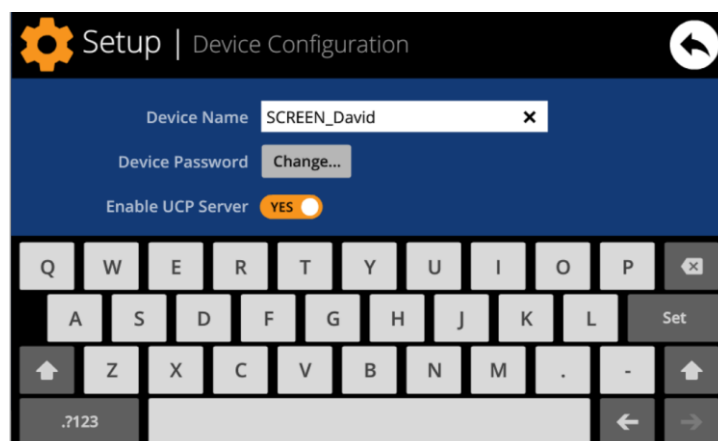 Setup | Device Configuration
Device Name SCREEN_David
Device Password Change...
Enable UCP Server YES
Q W E R T Y U I O P
A S D F G H J K L Set
Z X C V B N M . -
.?123